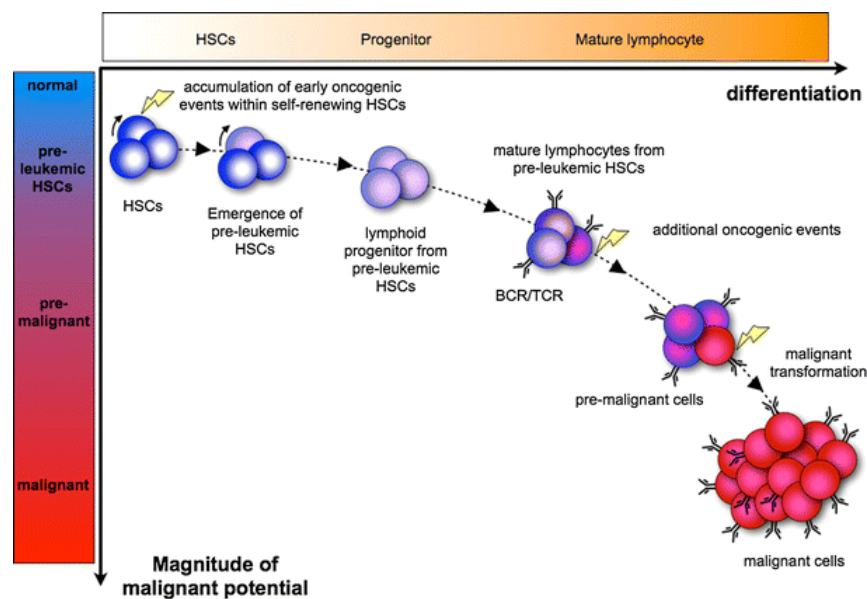 HSCs
Progenitor
Mature lymphocyte
differentiation
normal
pre-
leukemic
HSCs
pre-
malignant
malignant
accumulation of early oncogenic
events within self-renewing HSCs
HSCs
Emergence of
pre-leukemic
HSCs
lymphoid
progenitor from
pre-leukemic
HSCs
mature lymphocytes from
pre-leukemic HSCs
BCR/TCR
additional oncogenic events
pre-malignant cells
malignant
transformation
malignant cells
Magnitude of
malignant potential